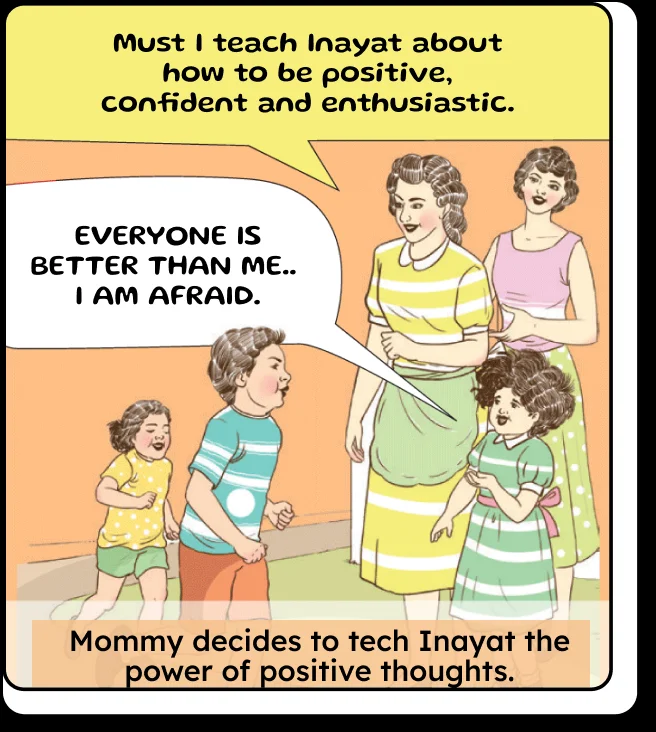 Must I teach Inayat about
how to be positive,
confident and enthusiastic.
EVERYONE IS
BETTER THAN ME..
I AM AFRAID.
Mommy decides to tech Inayat the
power of positive thoughts.